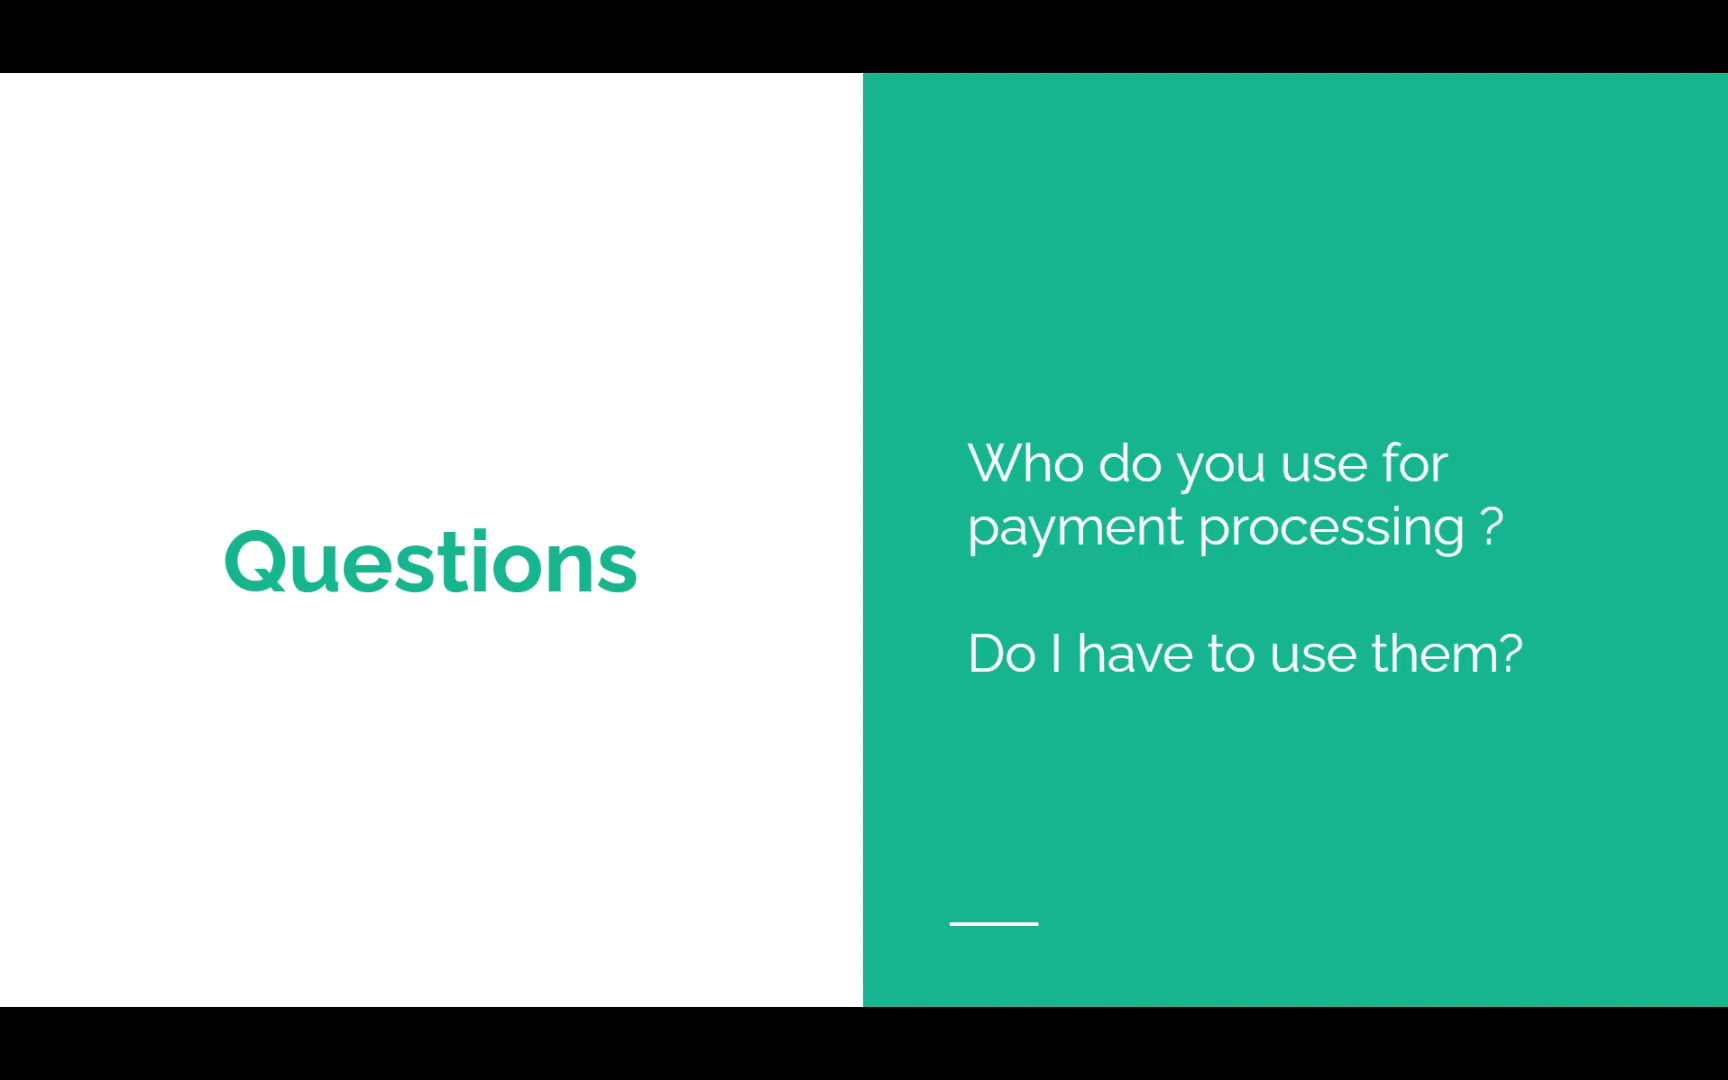 Questions
Who do you use for
payment processing ?
Do I have to use them?